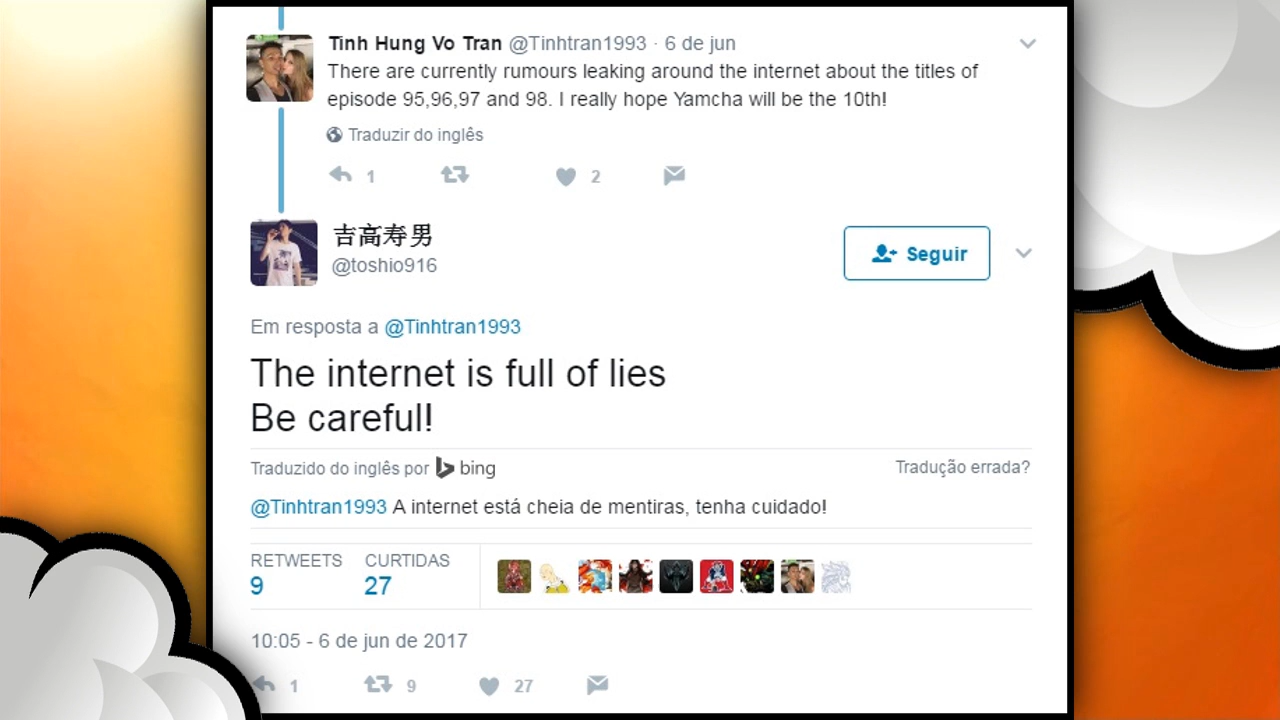 Tinh Hung Vo Tran @Tinhtran1993 · 6 de jun
There are currently rumours leaking around the internet about the titles of
episode 95,96,97 and 98. I really hope Yamcha will be the 10th!
Traduzir do inglês
1 2
吉高寿男
@toshio916
Seguir
Em resposta a @Tinhtran1993
The internet is full of lies
Be careful!
Traduzido do inglês por bing Tradução errada?
@Tinhtran1993 A internet está cheia de mentiras, tenha cuidado!
RETWEETS CURTIDAS
9 27
10:05 - 6 de jun de 2017
1 9 27